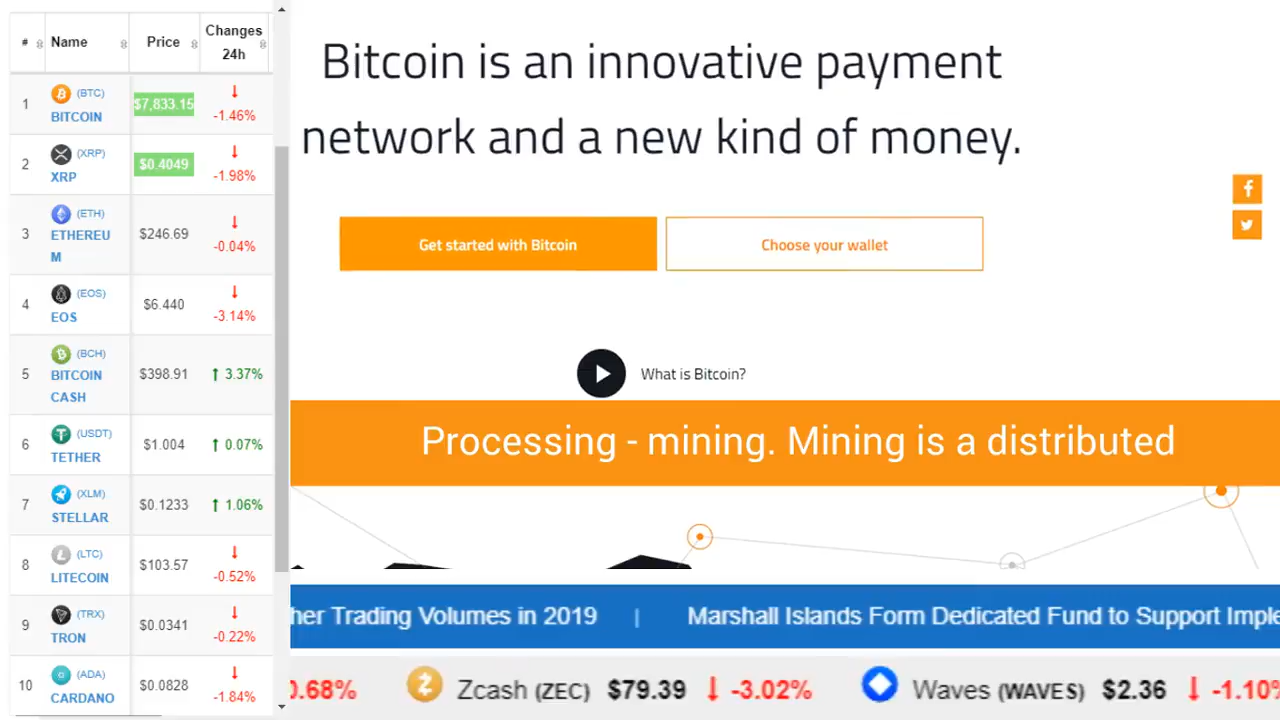 # Name Price Changes 24h
1 (BTC) BITCOIN $7,833.15 -1.46%
2 (XRP) XRP $0.4049 -1.98%
3 (ETH) ETHEREUM $246.69 -0.04%
4 (EOS) EOS $6.440 -3.14%
5 (BCH) BITCOIN CASH $398.91 3.37%
6 (USDT) TETHER $1.004 0.07%
7 (XLM) STELLAR $0.1233 1.06%
8 (LTC) LITECOIN $103.57 -0.52%
9 (TRX) TRON $0.0341 -0.22%
10 (ADA) CARDANO $0.0828 -1.84%
Bitcoin is an innovative payment
network and a new kind of money.
Get started with Bitcoin Choose your wallet
What is Bitcoin?
Processing - mining. Mining is a distributed
her Trading Volumes in 2019 | Marshall Islands Form Dedicated Fund to Support Imple
0.68% Zcash (ZEC) $79.39 -3.02% Waves (WAVES) $2.36 -1.10%